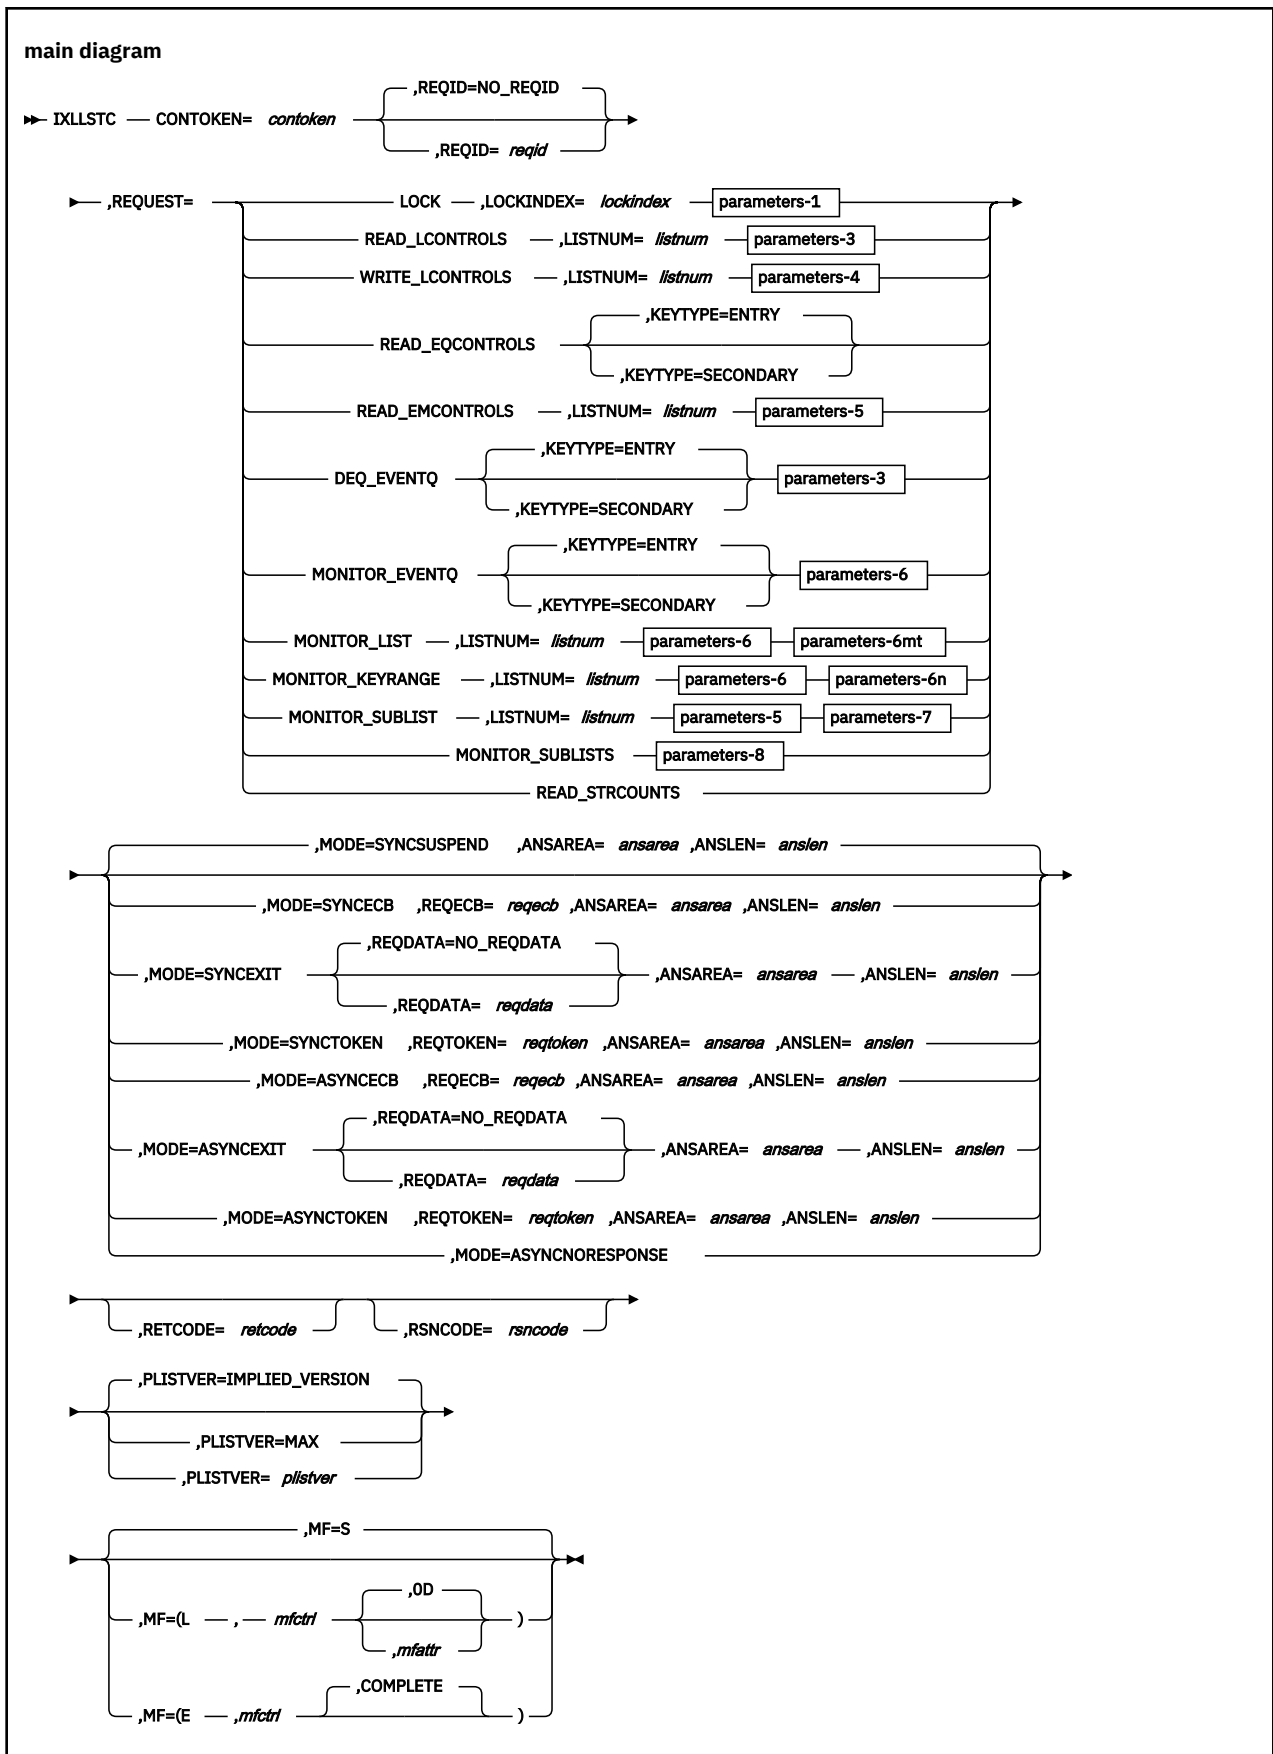 main diagram
,REQID=NO_REQID
IXLLSTC CONTOKEN= contoken
,REQID= reqid
,REQUEST= LOCK ,LOCKINDEX= lockindex parameters-1
READ_LCONTROLS ,LISTNUM= listnum parameters-3
WRITE_LCONTROLS ,LISTNUM= listnum parameters-4
,KEYTYPE=ENTRY
READ_EQCONTROLS
,KEYTYPE=SECONDARY
READ_EMCONTROLS ,LISTNUM= listnum parameters-5
,KEYTYPE=ENTRY
DEQ_EVENTQ parameters-3
,KEYTYPE=SECONDARY
,KEYTYPE=ENTRY
MONITOR_EVENTQ parameters-6
,KEYTYPE=SECONDARY
MONITOR_LIST ,LISTNUM= listnum parameters-6 parameters-6mt
MONITOR_KEYRANGE ,LISTNUM= listnum parameters-6 parameters-6n
MONITOR_SUBLIST ,LISTNUM= listnum parameters-5 parameters-7
MONITOR_SUBLISTS parameters-8
READ_STRCOUNTS
,MODE=SYNCSUSPEND ,ANSAREA= ansarea ,ANSLEN= anslen
,MODE=SYNCECB ,REQECB= reqecb ,ANSAREA= ansarea ,ANSLEN= anslen
,REQDATA=NO_REQDATA
,MODE=SYNCEXIT ,ANSAREA= ansarea ,ANSLEN= anslen
,REQDATA= reqdata
,MODE=SYNCTOKEN ,REQTOKEN= reqtoken ,ANSAREA= ansarea ,ANSLEN= anslen
,MODE=ASYNCECB ,REQECB= reqecb ,ANSAREA= ansarea ,ANSLEN= anslen
,REQDATA=NO_REQDATA
,MODE=ASYNCEXIT ,ANSAREA= ansarea ,ANSLEN= anslen
,REQDATA= reqdata
,MODE=ASYNCTOKEN ,REQTOKEN= reqtoken ,ANSAREA= ansarea ,ANSLEN= anslen
,MODE=ASYNCNORESPONSE
,RETCODE= retcode ,RSNCODE= rsncode
,PLISTVER=IMPLIED_VERSION
,PLISTVER=MAX
,PLISTVER= plistver
,MF=S
,0D
,MF=(L , mfctrl )
,mfattr
,COMPLETE
,MF=(E ,mfctrl )